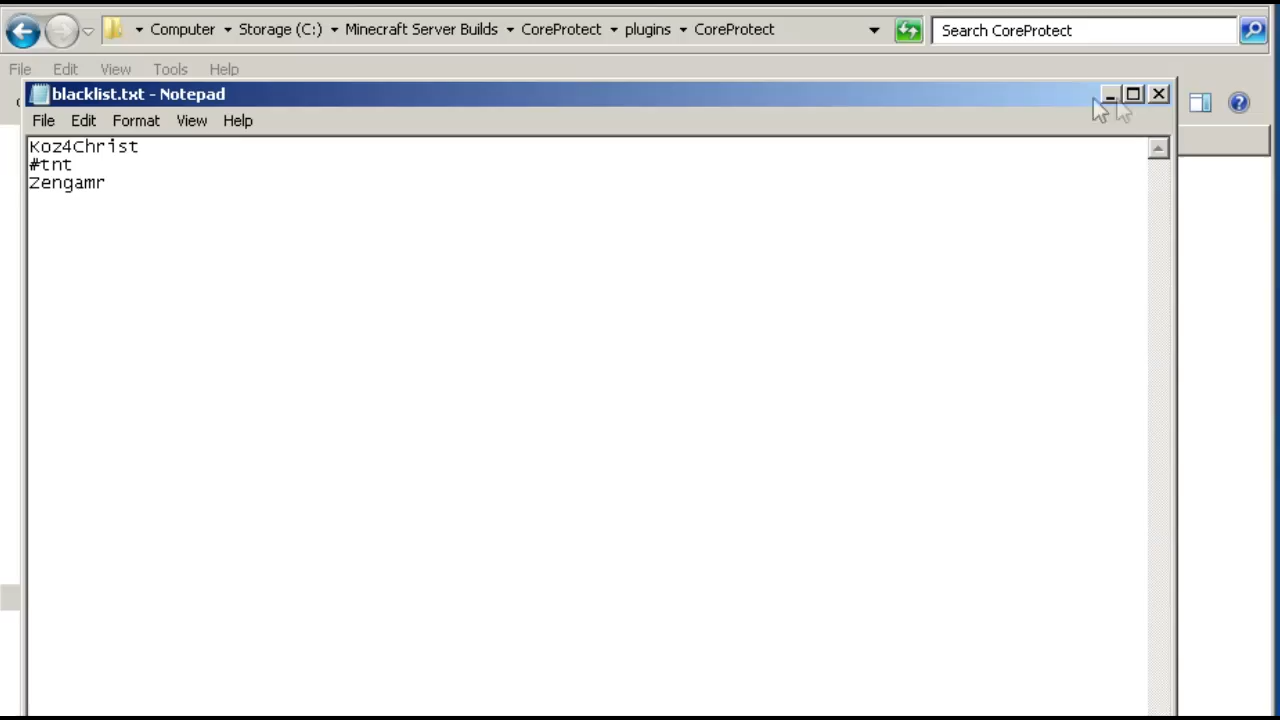 Computer Storage (C:) Minecraft Server Builds CoreProtect plugins CoreProtect Search CoreProtect
File Edit View Tools Help
blacklist.txt - Notepad
File Edit Format View Help
Koz4Christ
#tnt
Zengamr